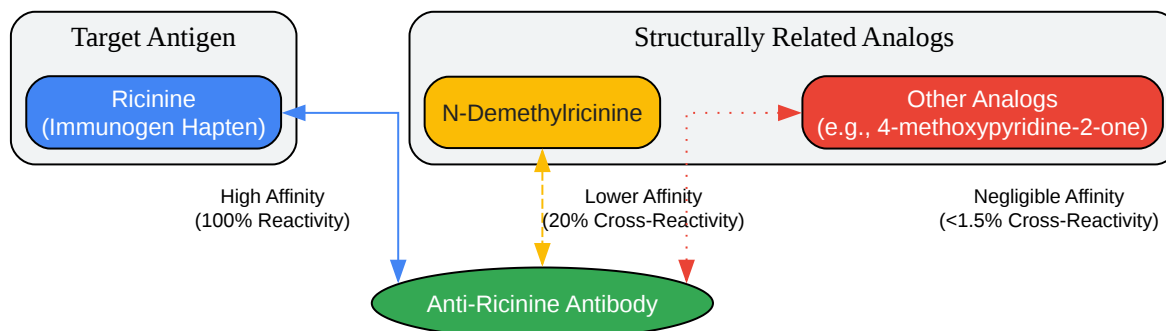 Target Antigen
Ricinine
(Immunogen Hapten)
Structurally Related Analogs
N-Demethylricinine
Other Analogs
(e.g., 4-methoxypyridine-2-one)
High Affinity
(100% Reactivity)
Lower Affinity
(20% Cross-Reactivity)
Negligible Affinity
(<1.5% Cross-Reactivity)
Anti-Ricinine Antibody